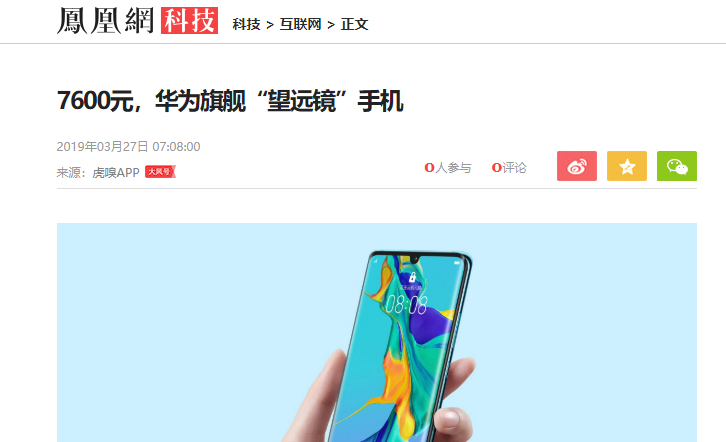 鳳凰網 科技 科技 > 互联网 > 正文
7600元，华为旗舰“望远镜”手机
2019年03月27日 07:08:00
来源：虎嗅APP 大风号
0人参与 0评论
08:08